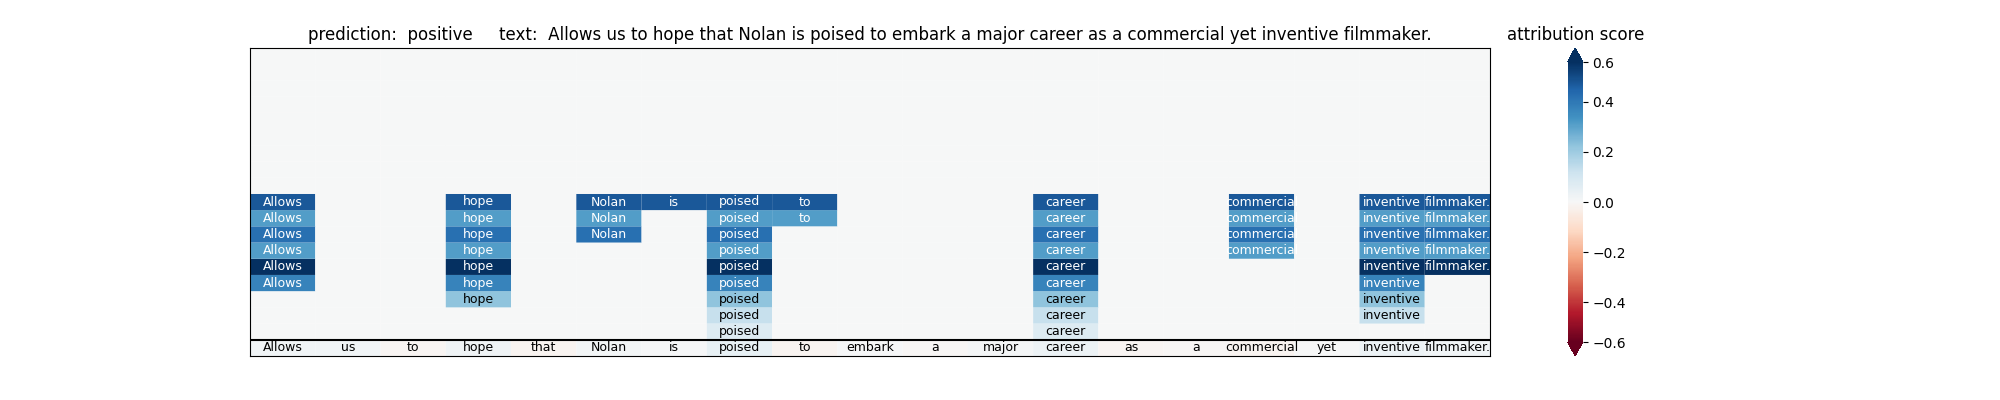 prediction:  positive     text:  Allows us to hope that Nolan is poised to embark a major career as a commercial yet inventive filmmaker.
attribution score
Allows hope Nolan is poised to career commercial inventive filmmaker.
Allows hope Nolan poised to career commercial inventive filmmaker.
Allows hope Nolan poised career commercial inventive filmmaker.
Allows hope poised career commercial inventive filmmaker.
Allows hope poised career inventive filmmaker.
Allows hope poised career inventive
hope poised career inventive
poised career inventive
poised career
Allows us to hope that Nolan is poised to embark a major career as a commercial yet inventive filmmaker.
0.6
0.4
0.2
0.0
−0.2
−0.4
−0.6